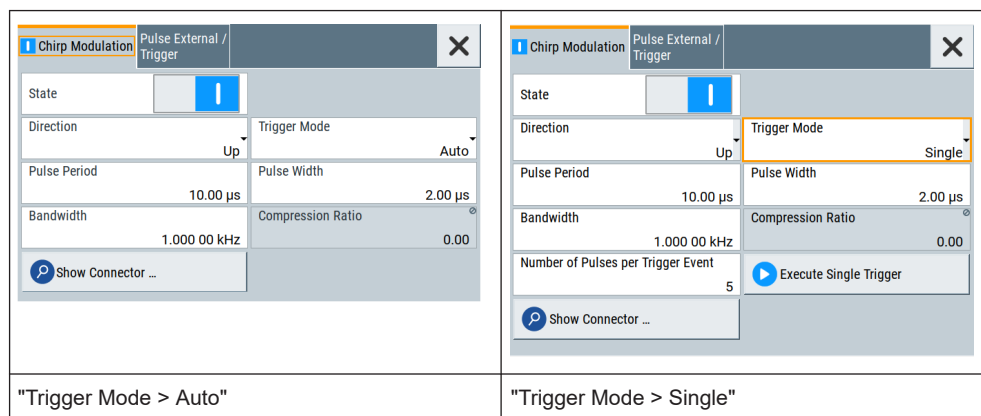 Chirp Modulation
Pulse External /
Trigger
State
Direction
Up
Trigger Mode
Auto
Pulse Period
10.00 µs
Pulse Width
2.00 µs
Bandwidth
1.000 00 kHz
Compression Ratio
0.00
Show Connector ...
"Trigger Mode > Auto"
Chirp Modulation
Pulse External /
Trigger
State
Direction
Up
Trigger Mode
Single
Pulse Period
10.00 µs
Pulse Width
2.00 µs
Bandwidth
1.000 00 kHz
Compression Ratio
0.00
Number of Pulses per Trigger Event
5
Execute Single Trigger
Show Connector ...
"Trigger Mode > Single"